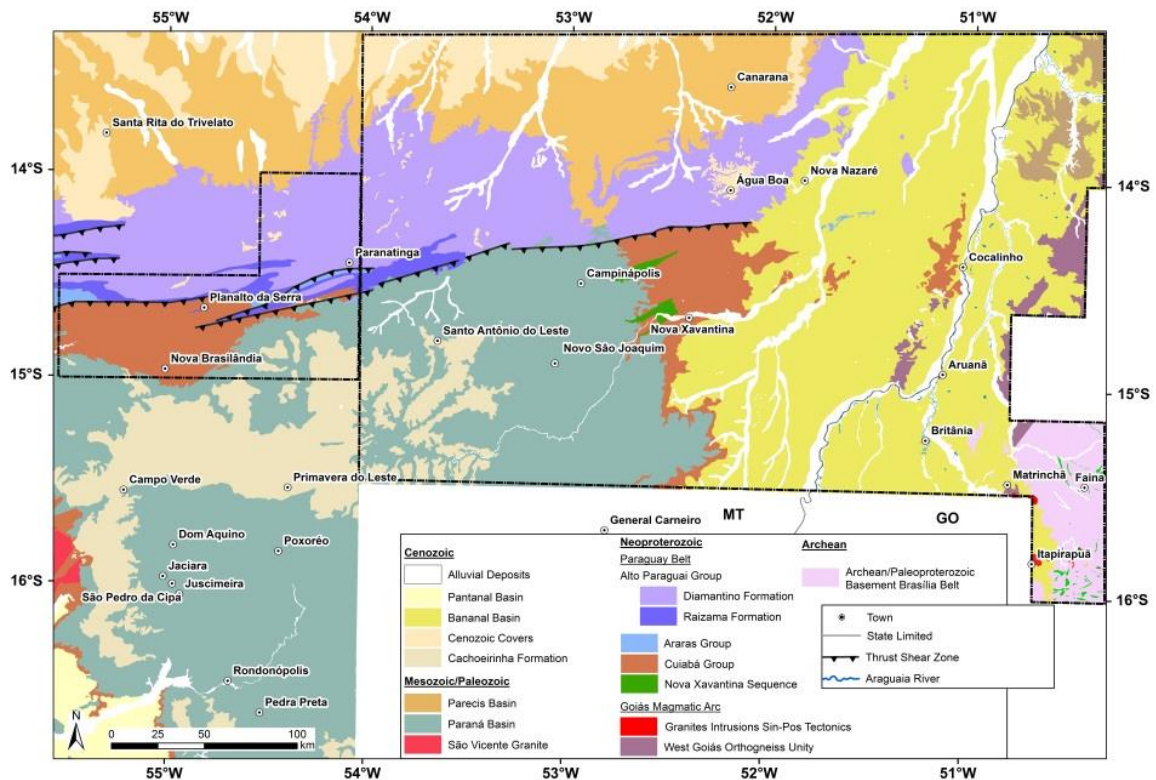 55°W 54°W 53°W 52°W 51°W
Canarana
Santa Rita do Trivelato
14°S 14°S
Água Boa
Nova Nazaré
Paranatinga
Cocalinho
Campinápolis
Planalto da Serra
Nova Xavantina
Santo Antônio do Leste
Novo São Joaquim
Nova Brasilândia
Aruanã
15°S 15°S
Britânia
Matrinchã
Faina
Campo Verde
Primavera do Leste
General Carneiro
MT
GO
Dom Aquino
Poxoréo
Itapirapuã
Jaciara
Juscimeira
São Pedro da Cipá
16°S 16°S
Rondonópolis
Pedra Preta
N
0 25 50 100
km
55°W 54°W 53°W 52°W 51°W
Cenozoic
Alluvial Deposits
Pantanal Basin
Bananal Basin
Cenozoic Covers
Cachoeirinha Formation
Mesozoic/Paleozoic
Parecis Basin
Paraná Basin
São Vicente Granite
Neoproterozoic
Paraguay Belt
Alto Paraguai Group
Diamantino Formation
Raizama Formation
Araras Group
Cuiabá Group
Nova Xavantina Sequence
Goiás Magmatic Arc
Granites Intrusions Sin-Pos Tectonics
West Goiás Orthogneiss Unity
Archean
Archean/Paleoproterozoic
Basement Brasília Belt
Town
State Limited
Thrust Shear Zone
Araguaia River